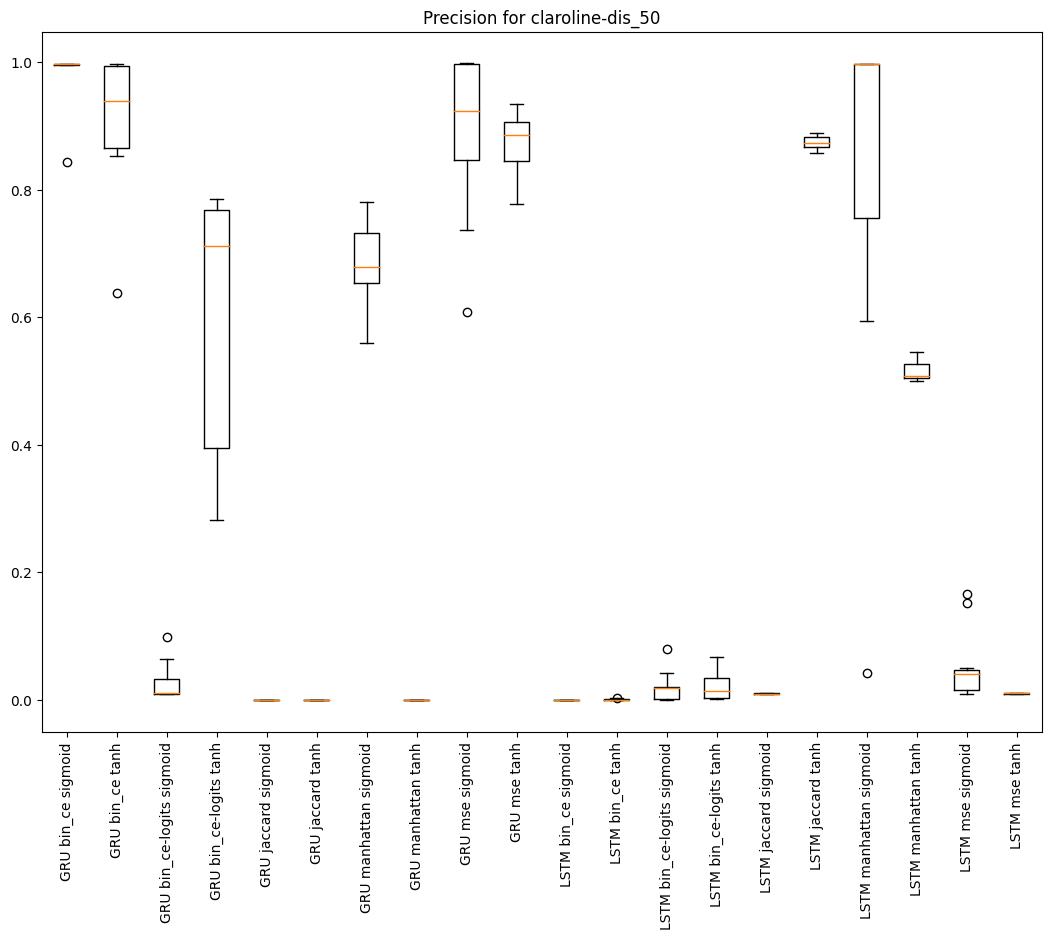 Precision for claroline-dis_50
1.0
0.8
0.6
0.4
0.2
0.0
GRU bin_ce sigmoid
GRU bin_ce tanh
GRU bin_ce-logits sigmoid
GRU bin_ce-logits tanh
GRU jaccard sigmoid
GRU jaccard tanh
GRU manhattan sigmoid
GRU manhattan tanh
GRU mse sigmoid
GRU mse tanh
LSTM bin_ce sigmoid
LSTM bin_ce tanh
LSTM bin_ce-logits sigmoid
LSTM bin_ce-logits tanh
LSTM jaccard sigmoid
LSTM jaccard tanh
LSTM manhattan sigmoid
LSTM manhattan tanh
LSTM mse sigmoid
LSTM mse tanh